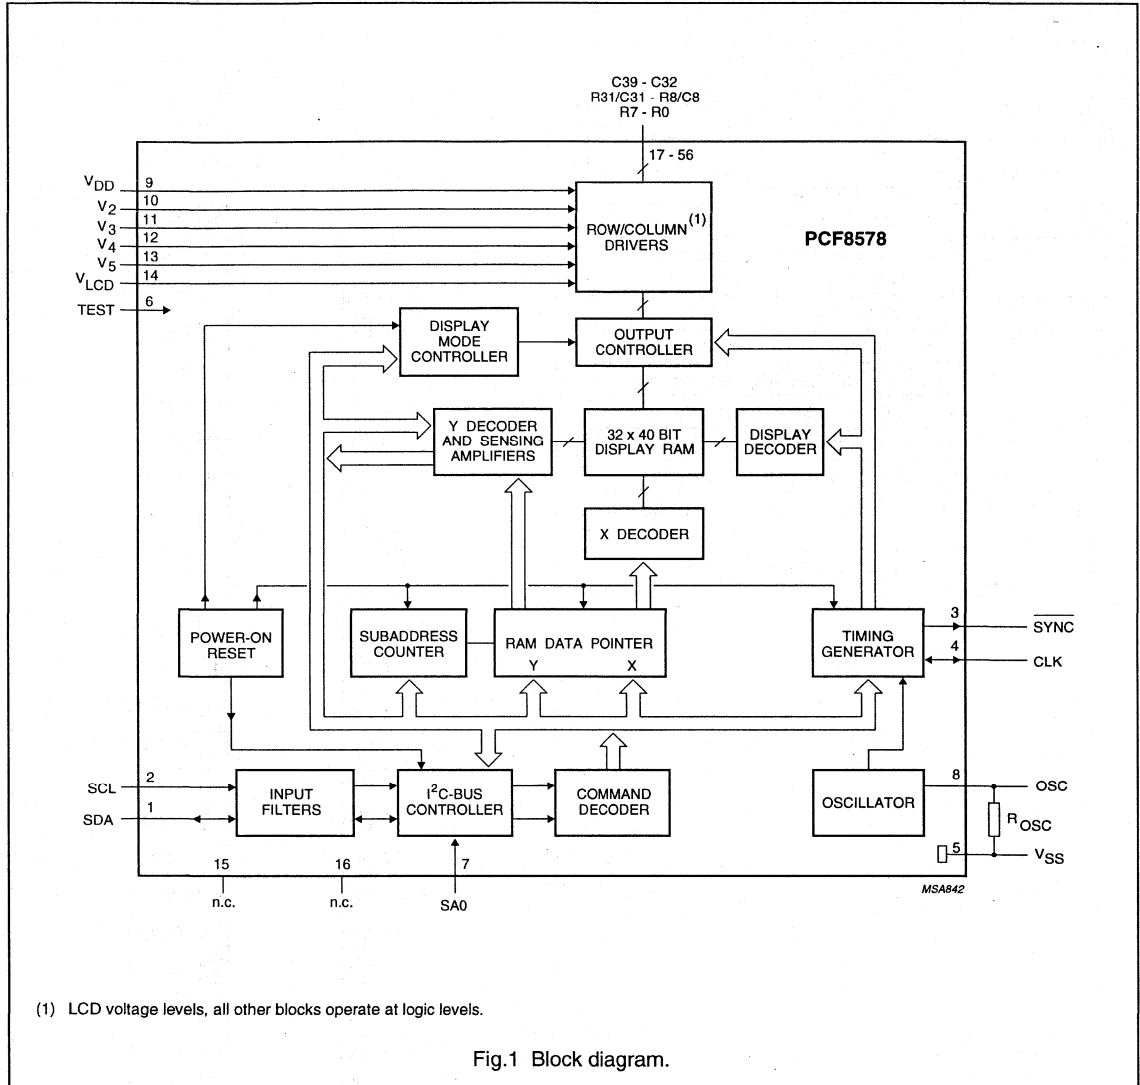 C39 - C32
R31/C31 - R8/C8
R7 - R0
17 - 56
VDD 9
V2 10
V3 11
V4 12
V5 13
VLCD 14
TEST 6
ROW/COLUMN (1)
DRIVERS
PCF8578
DISPLAY
MODE
CONTROLLER
OUTPUT
CONTROLLER
Y DECODER
AND SENSING
AMPLIFIERS
32 x 40 BIT
DISPLAY RAM
DISPLAY
DECODER
X DECODER
POWER-ON
RESET
SUBADDRESS
COUNTER
RAM DATA POINTER
Y X
TIMING
GENERATOR
3 SYNC
4 CLK
SCL 2
SDA 1
INPUT
FILTERS
I2C-BUS
CONTROLLER
COMMAND
DECODER
OSCILLATOR
8 OSC
ROSC
5 VSS
15
n.c.
16
n.c.
7
SA0
MSA842
(1) LCD voltage levels, all other blocks operate at logic levels.
Fig.1 Block diagram.